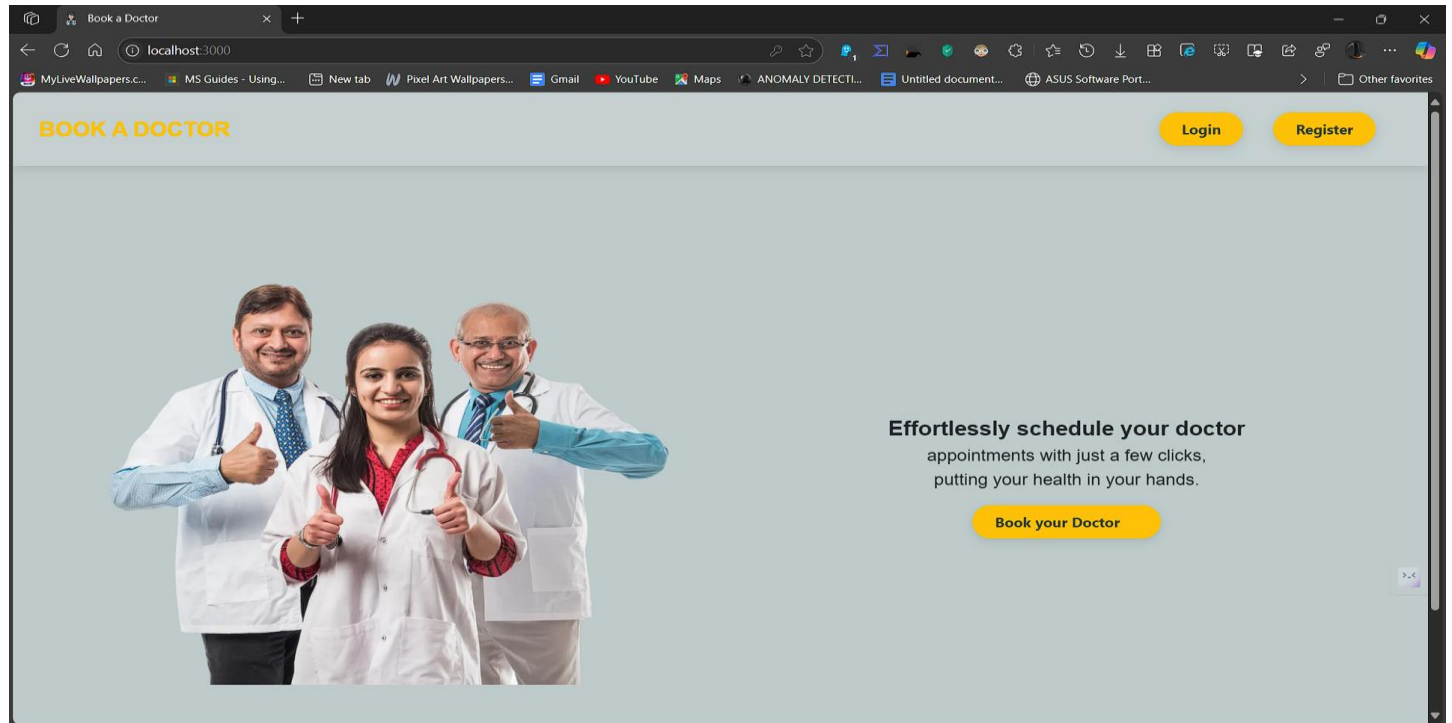 Book a Doctor
localhost:3000
1
MyLiveWallpapers.c... MS Guides - Using... New tab Pixel Art Wallpapers... Gmail YouTube Maps ANOMALY DETECTI... Untitled document... ASUS Software Port... Other favorites
BOOK A DOCTOR
Login Register
Effortlessly schedule your doctor
appointments with just a few clicks,
putting your health in your hands.
Book your Doctor